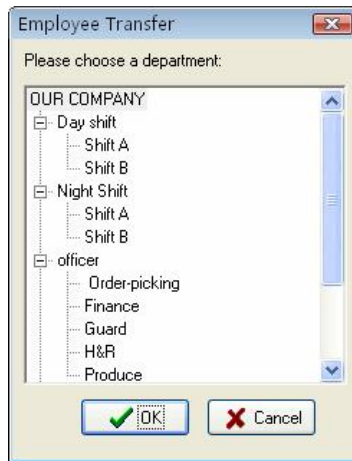 Employee Transfer
Please choose a department:
OUR COMPANY
Day shift
Shift A
Shift B
Night Shift
Shift A
Shift B
officer
Order-picking
Finance
Guard
H&R
Produce
OK Cancel